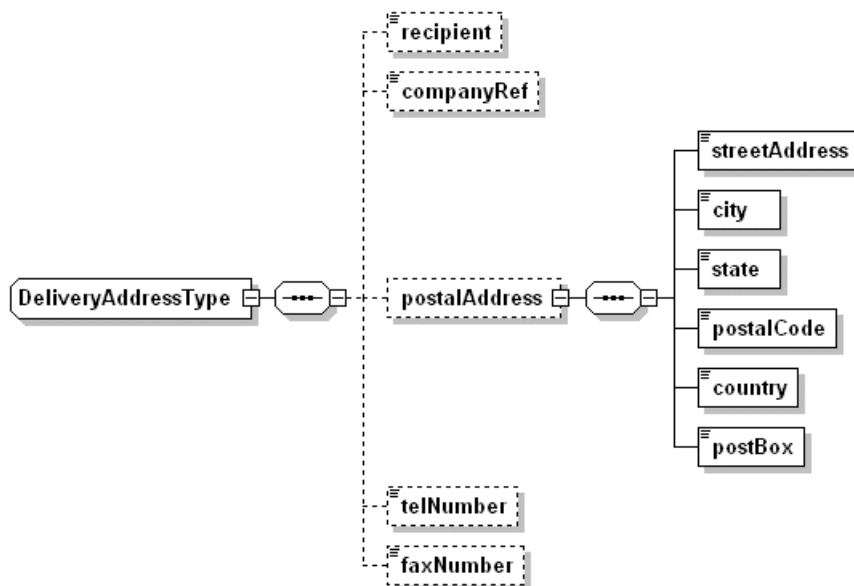 recipient
companyRef
streetAddress
city
state
DeliveryAddressType
postalAddress
postalCode
country
postBox
telNumber
faxNumber